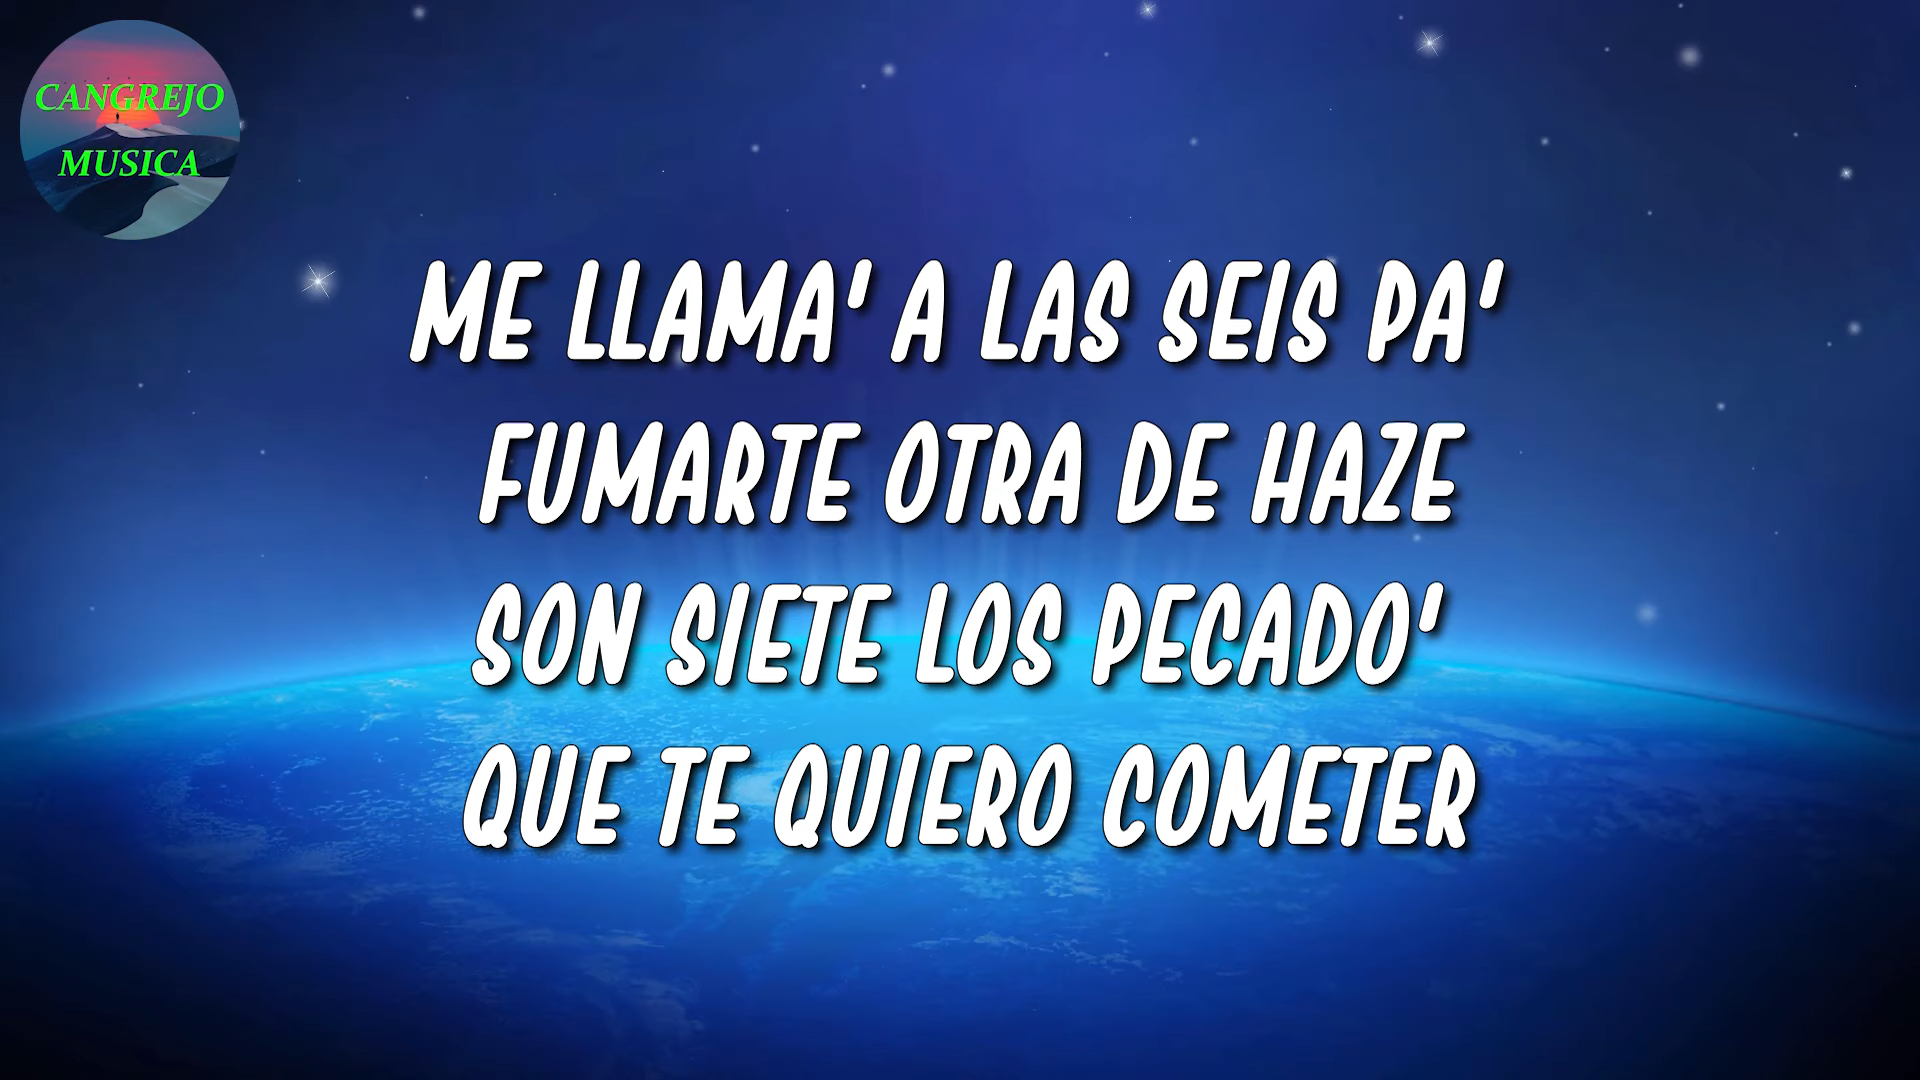 CANGREJO
MUSICA
ME LLAMA' A LAS SEIS PA'
FUMARTE OTRA DE HAZE
SON SIETE LOS PECADO'
QUE TE QUIERO COMETER